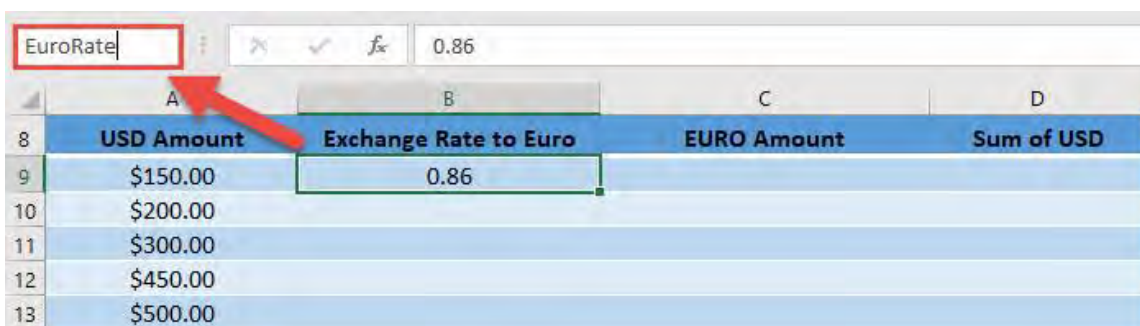 EuroRate fx 0.86
A B C D
8 USD Amount Exchange Rate to Euro EURO Amount Sum of USD
9 $150.00 0.86
10 $200.00
11 $300.00
12 $450.00
13 $500.00